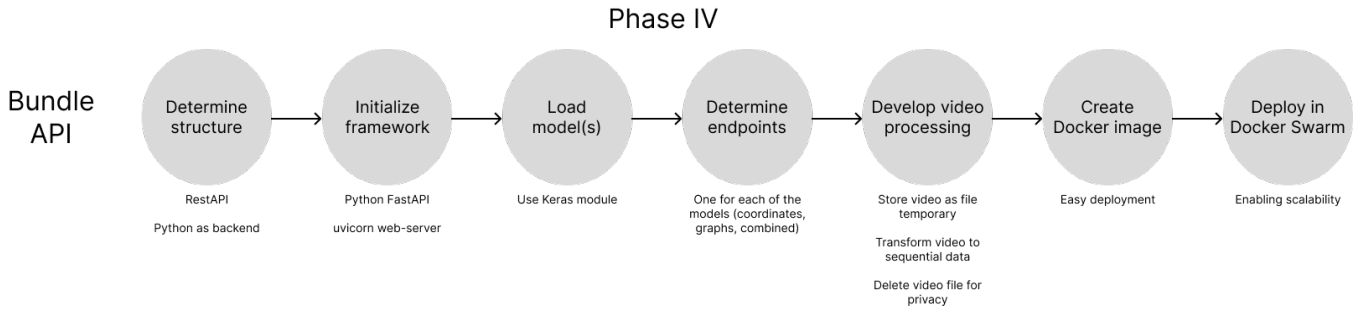 Phase IV
Bundle
API
Determine
structure
Initialize
framework
Load
model(s)
Determine
endpoints
Develop video
processing
Create
Docker image
Deploy in
Docker Swarm
RestAPI
Python as backend
Python FastAPI
uvicorn web-server
Use Keras module
One for each of the
models (coordinates,
graphs, combined)
Store video as file
temporary
Transform video to
sequential data
Delete video file for
privacy
Easy deployment
Enabling scalability